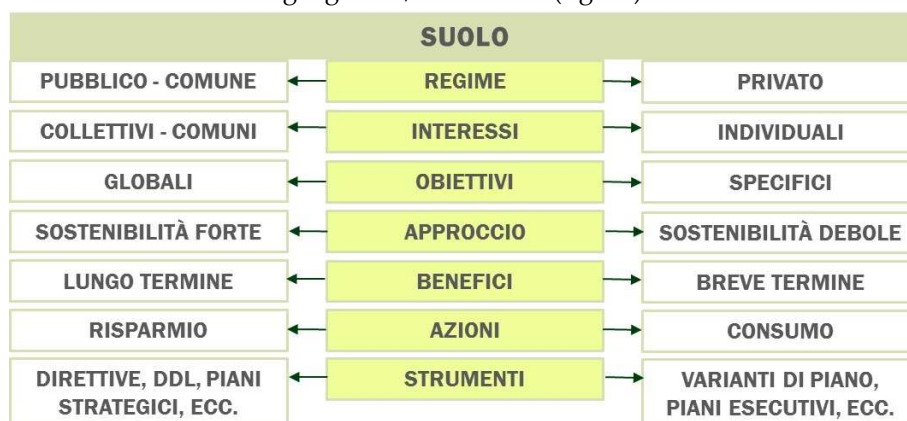 SUOLO
PUBBLICO - COMUNE REGIME PRIVATO
COLLETTIVI - COMUNI INTERESSI INDIVIDUALI
GLOBALI OBIETTIVI SPECIFICI
SOSTENIBILITÀ FORTE APPROCCIO SOSTENIBILITÀ DEBOLE
LUNGO TERMINE BENEFICI BREVE TERMINE
RISPARMIO AZIONI CONSUMO
DIRETTIVE, DDL, PIANI STRUMENTI VARIANTI DI PIANO,
STRATEGICI, ECC. PIANI ESECUTIVI, ECC.